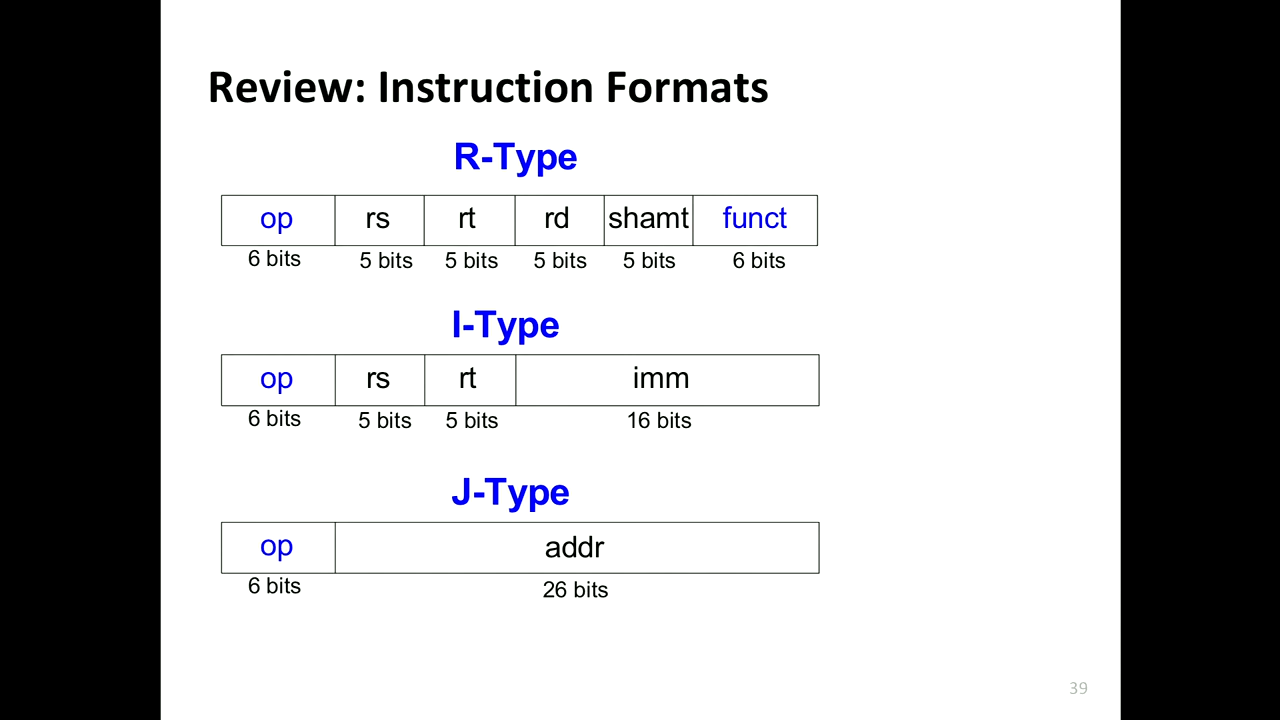 Review: Instruction Formats
R-Type
op rs rt rd shamt funct
6 bits 5 bits 5 bits 5 bits 5 bits 6 bits
I-Type
op rs rt imm
6 bits 5 bits 5 bits 16 bits
J-Type
op addr
6 bits 26 bits
39